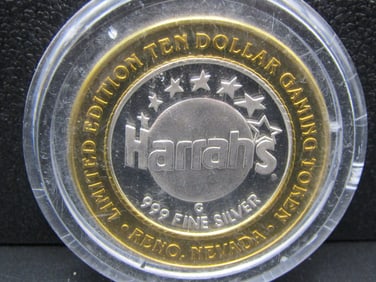 LIMITED EDITION TEN DOLLAR GAMING TOKEN
Harrah's
G
.999 FINE SILVER
• RENO, NEVADA •